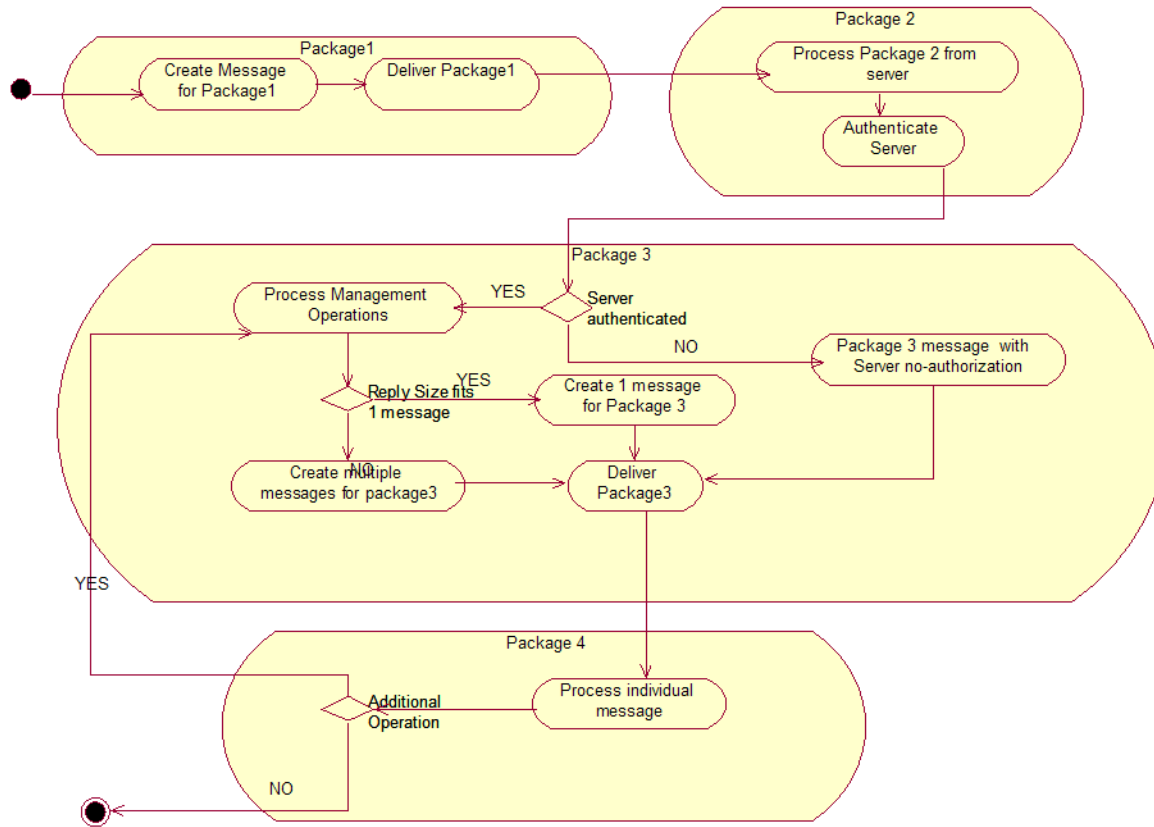 Package1
Create Message
for Package1
Deliver Package1
Package 2
Process Package 2 from
server
Authenticate
Server
Package 3
Process Management
Operations
YES
Server
authenticated
NO
Package 3 message  with
Server no-authorization
Reply Size fits
1 message
YES
Create 1 message
for Package 3
NO
Create multiple
messages for package3
Deliver
Package3
YES
Package 4
Process individual
message
Additional
Operation
NO